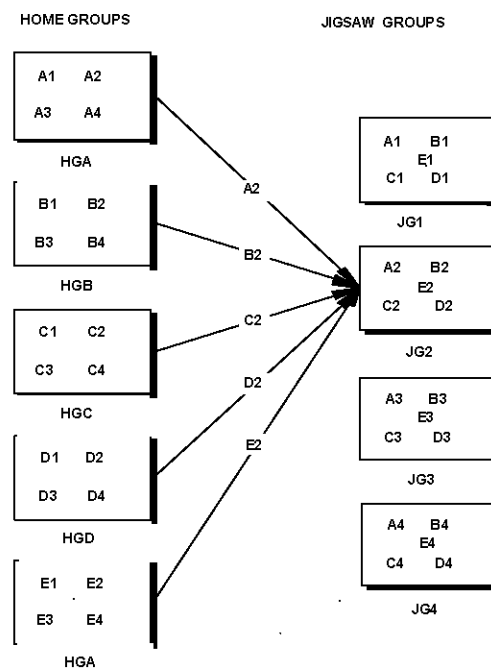 HOME GROUPS
A1 A2
A3 A4
HGA
B1 B2
B3 B4
HGB
C1 C2
C3 C4
HGC
D1 D2
D3 D4
HGD
E1 E2
E3 E4
HGA
A2
B2
C2
D2
E2
JIGSAW GROUPS
A1 B1
E1
C1 D1
JG1
A2 B2
E2
C2 D2
JG2
A3 B3
E3
C3 D3
JG3
A4 B4
E4
C4 D4
JG4